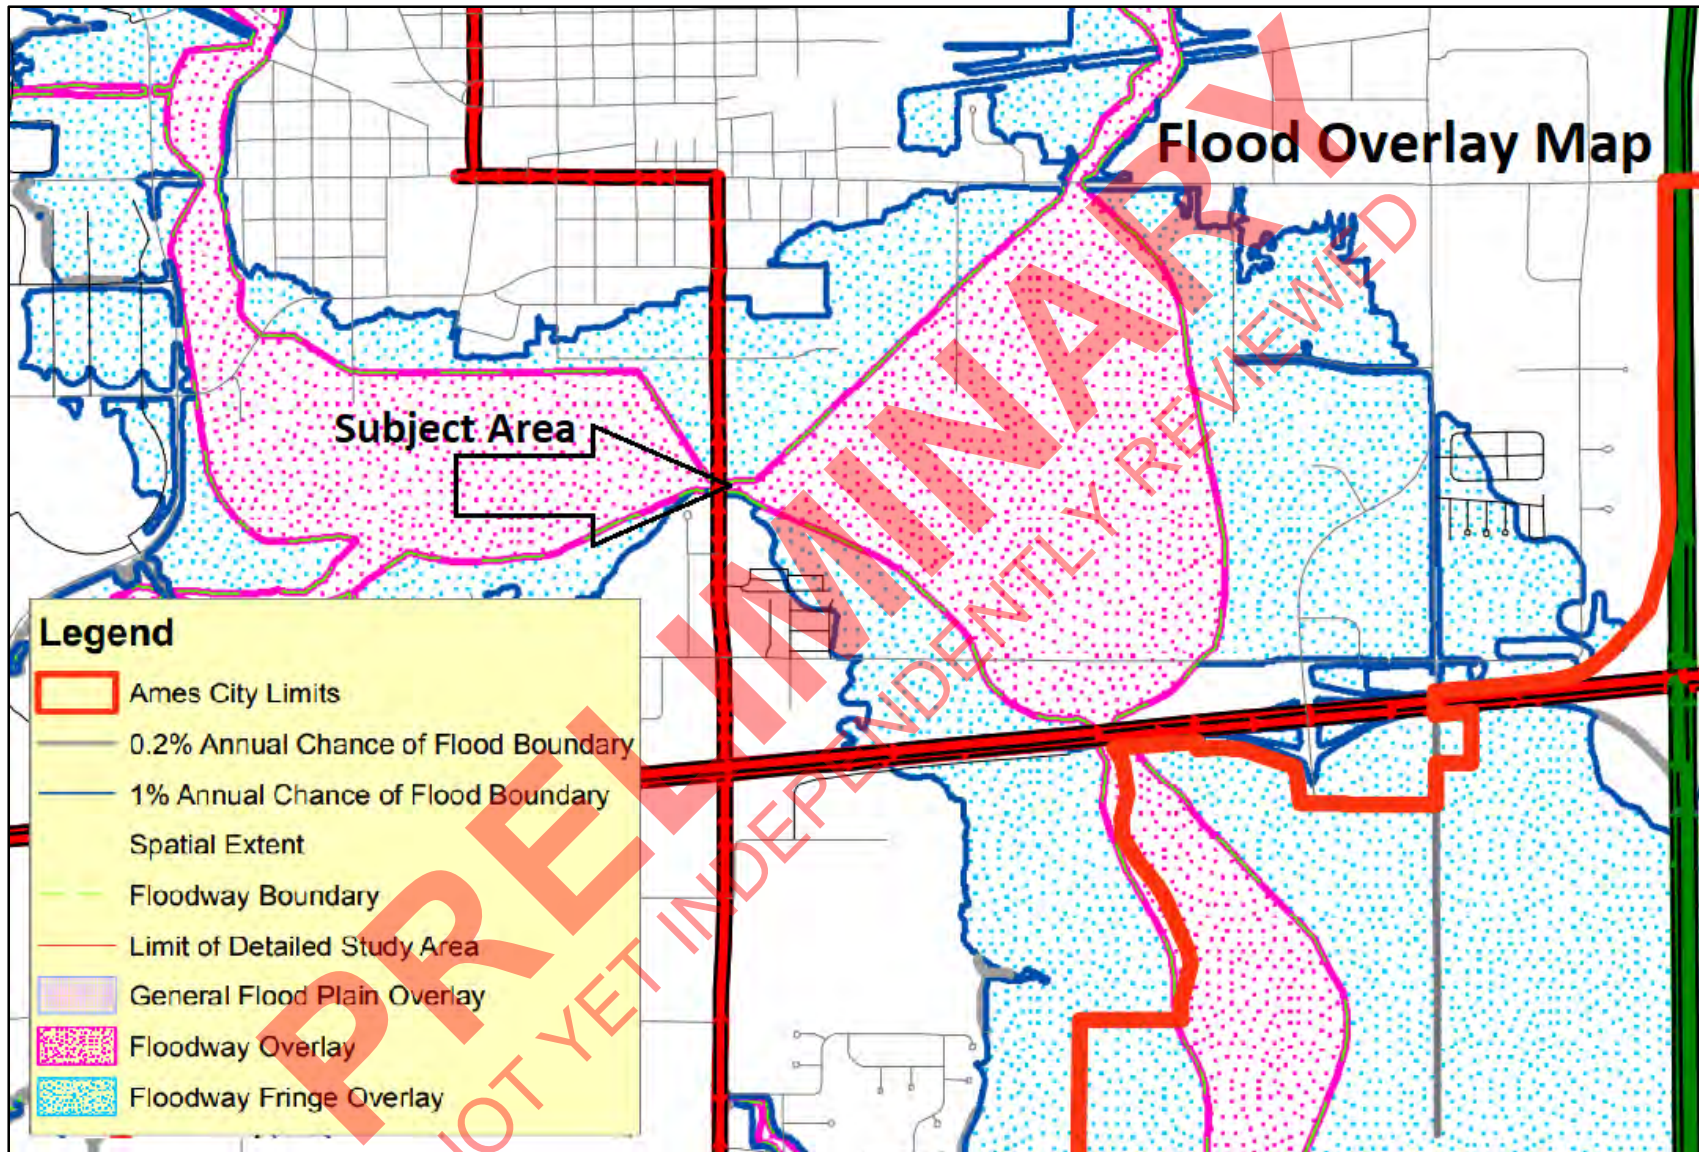 Flood Overlay Map
Subject Area
Legend
Ames City Limits
0.2% Annual Chance of Flood Boundary
1% Annual Chance of Flood Boundary
Spatial Extent
Floodway Boundary
Limit of Detailed Study Area
General Flood Plain Overlay
Floodway Overlay
Floodway Fringe Overlay
PRELIMINARY
NOT YET INDEPENDENTLY REVIEWED